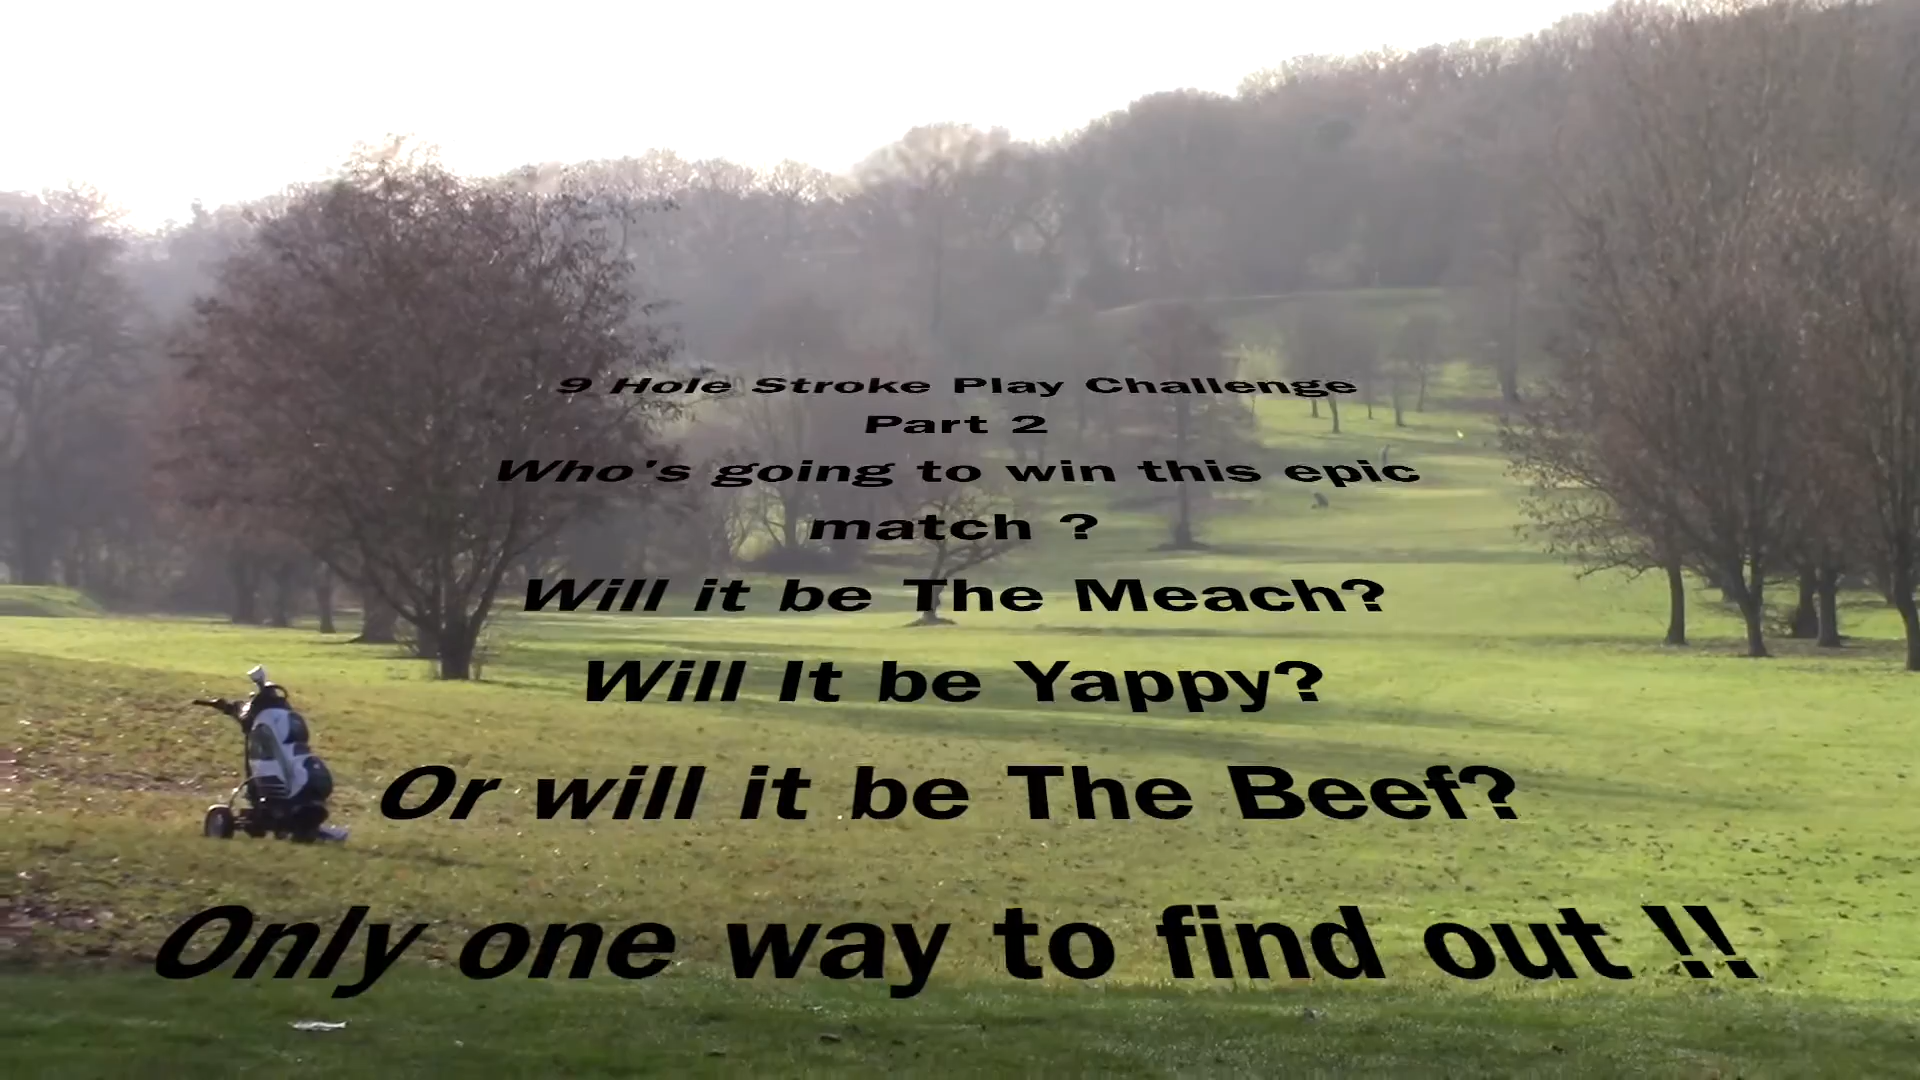 9 Hole Stroke Play Challenge
Part 2
Who's going to win this epic
match ?
Will it be The Meach?
Will It be Yappy?
Or will it be The Beef?
Only one way to find out !!